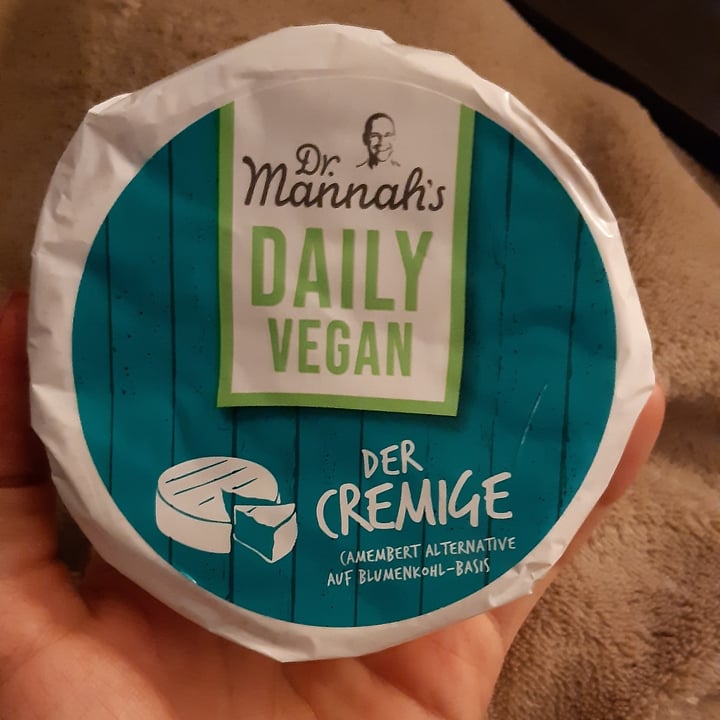 Dr.
Mannah's
DAILY
VEGAN
DER
CREMIGE
CAMEMBERT ALTERNATIVE
AUF BLUMENKOHL-BASIS